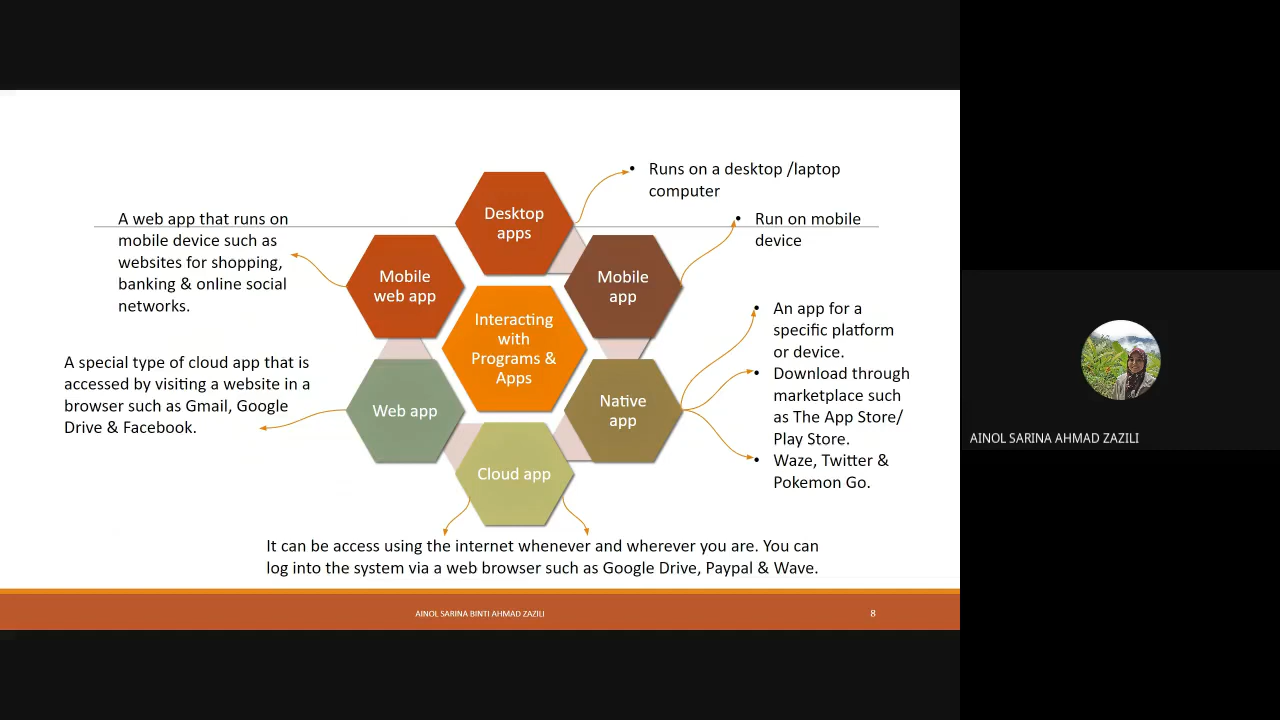 Desktop
apps
Runs on a desktop /laptop
computer
Mobile
app
Run on mobile
device
Native
app
An app for a
specific platform
or device.
Download through
marketplace such
as The App Store/
Play Store.
Waze, Twitter &
Pokemon Go.
Cloud app
It can be access using the internet whenever and wherever you are. You can
log into the system via a web browser such as Google Drive, Paypal & Wave.
Web app
A special type of cloud app that is
accessed by visiting a website in a
browser such as Gmail, Google
Drive & Facebook.
Mobile
web app
A web app that runs on
mobile device such as
websites for shopping,
banking & online social
networks.
Interacting
with
Programs &
Apps
AINOL SARINA BINTI AHMAD ZAZILI
8
AINOL SARINA AHMAD ZAZILI